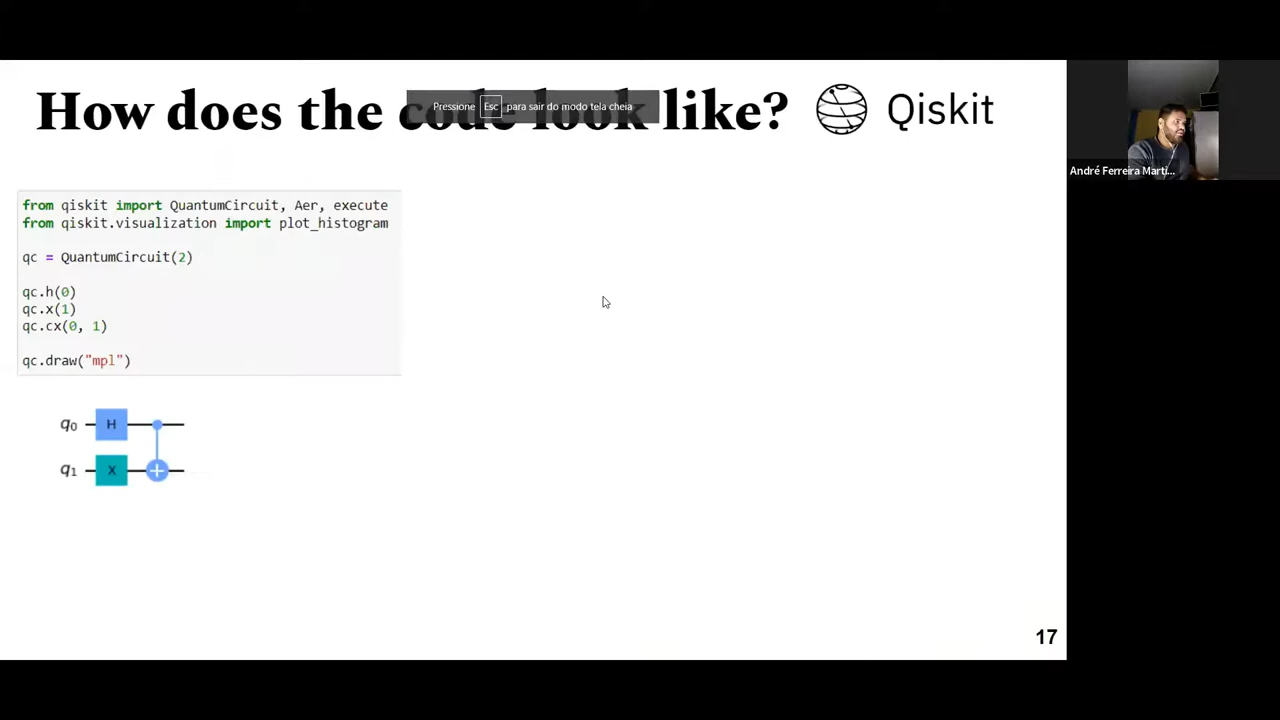 How does the code look like?
Pressione Esc para sair do modo tela cheia
Qiskit
André Ferreira Marti...
from qiskit import QuantumCircuit, Aer, execute
from qiskit.visualization import plot_histogram
qc = QuantumCircuit(2)
qc.h(0)
qc.x(1)
qc.cx(0, 1)
qc.draw("mpl")
q0 H
q1 X
17